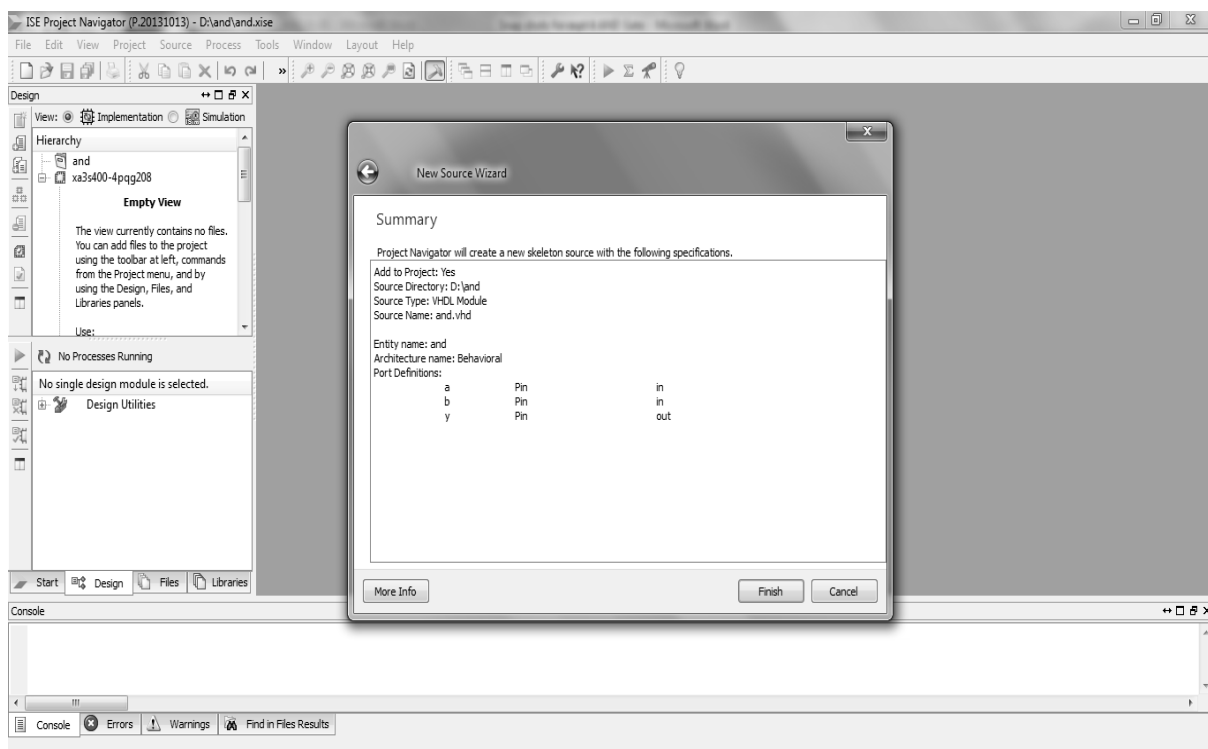 ISE Project Navigator (P.20131013) - D:\and\and.xise
File Edit View Project Source Process Tools Window Layout Help
Design
View: Implementation Simulation
Hierarchy
and
xa3s400-4pqg208
Empty View
The view currently contains no files.
You can add files to the project
using the toolbar at left, commands
from the Project menu, and by
using the Design, Files, and
Libraries panels.
Use:
No Processes Running
No single design module is selected.
Design Utilities
Start Design Files Libraries
New Source Wizard
Summary
Project Navigator will create a new skeleton source with the following specifications.
Add to Project: Yes
Source Directory: D:\and
Source Type: VHDL Module
Source Name: and.vhd
Entity name: and
Architecture name: Behavioral
Port Definitions:
a Pin in
b Pin in
y Pin out
More Info Finish Cancel
Console
Console Errors Warnings Find in Files Results